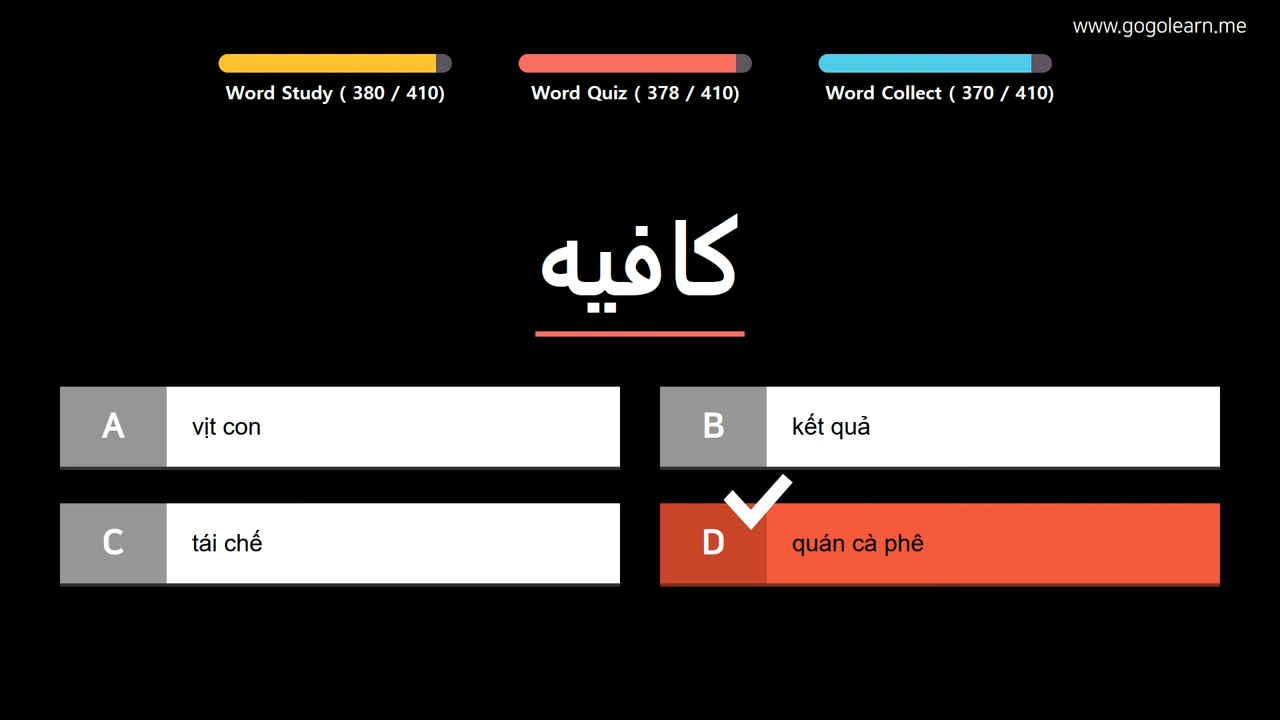 www.gogolearn.me
Word Study ( 380 / 410)
Word Quiz ( 378 / 410)
Word Collect ( 370 / 410)
كافيه
A vịt con
B kết quả
C tái chế
D quán cà phê